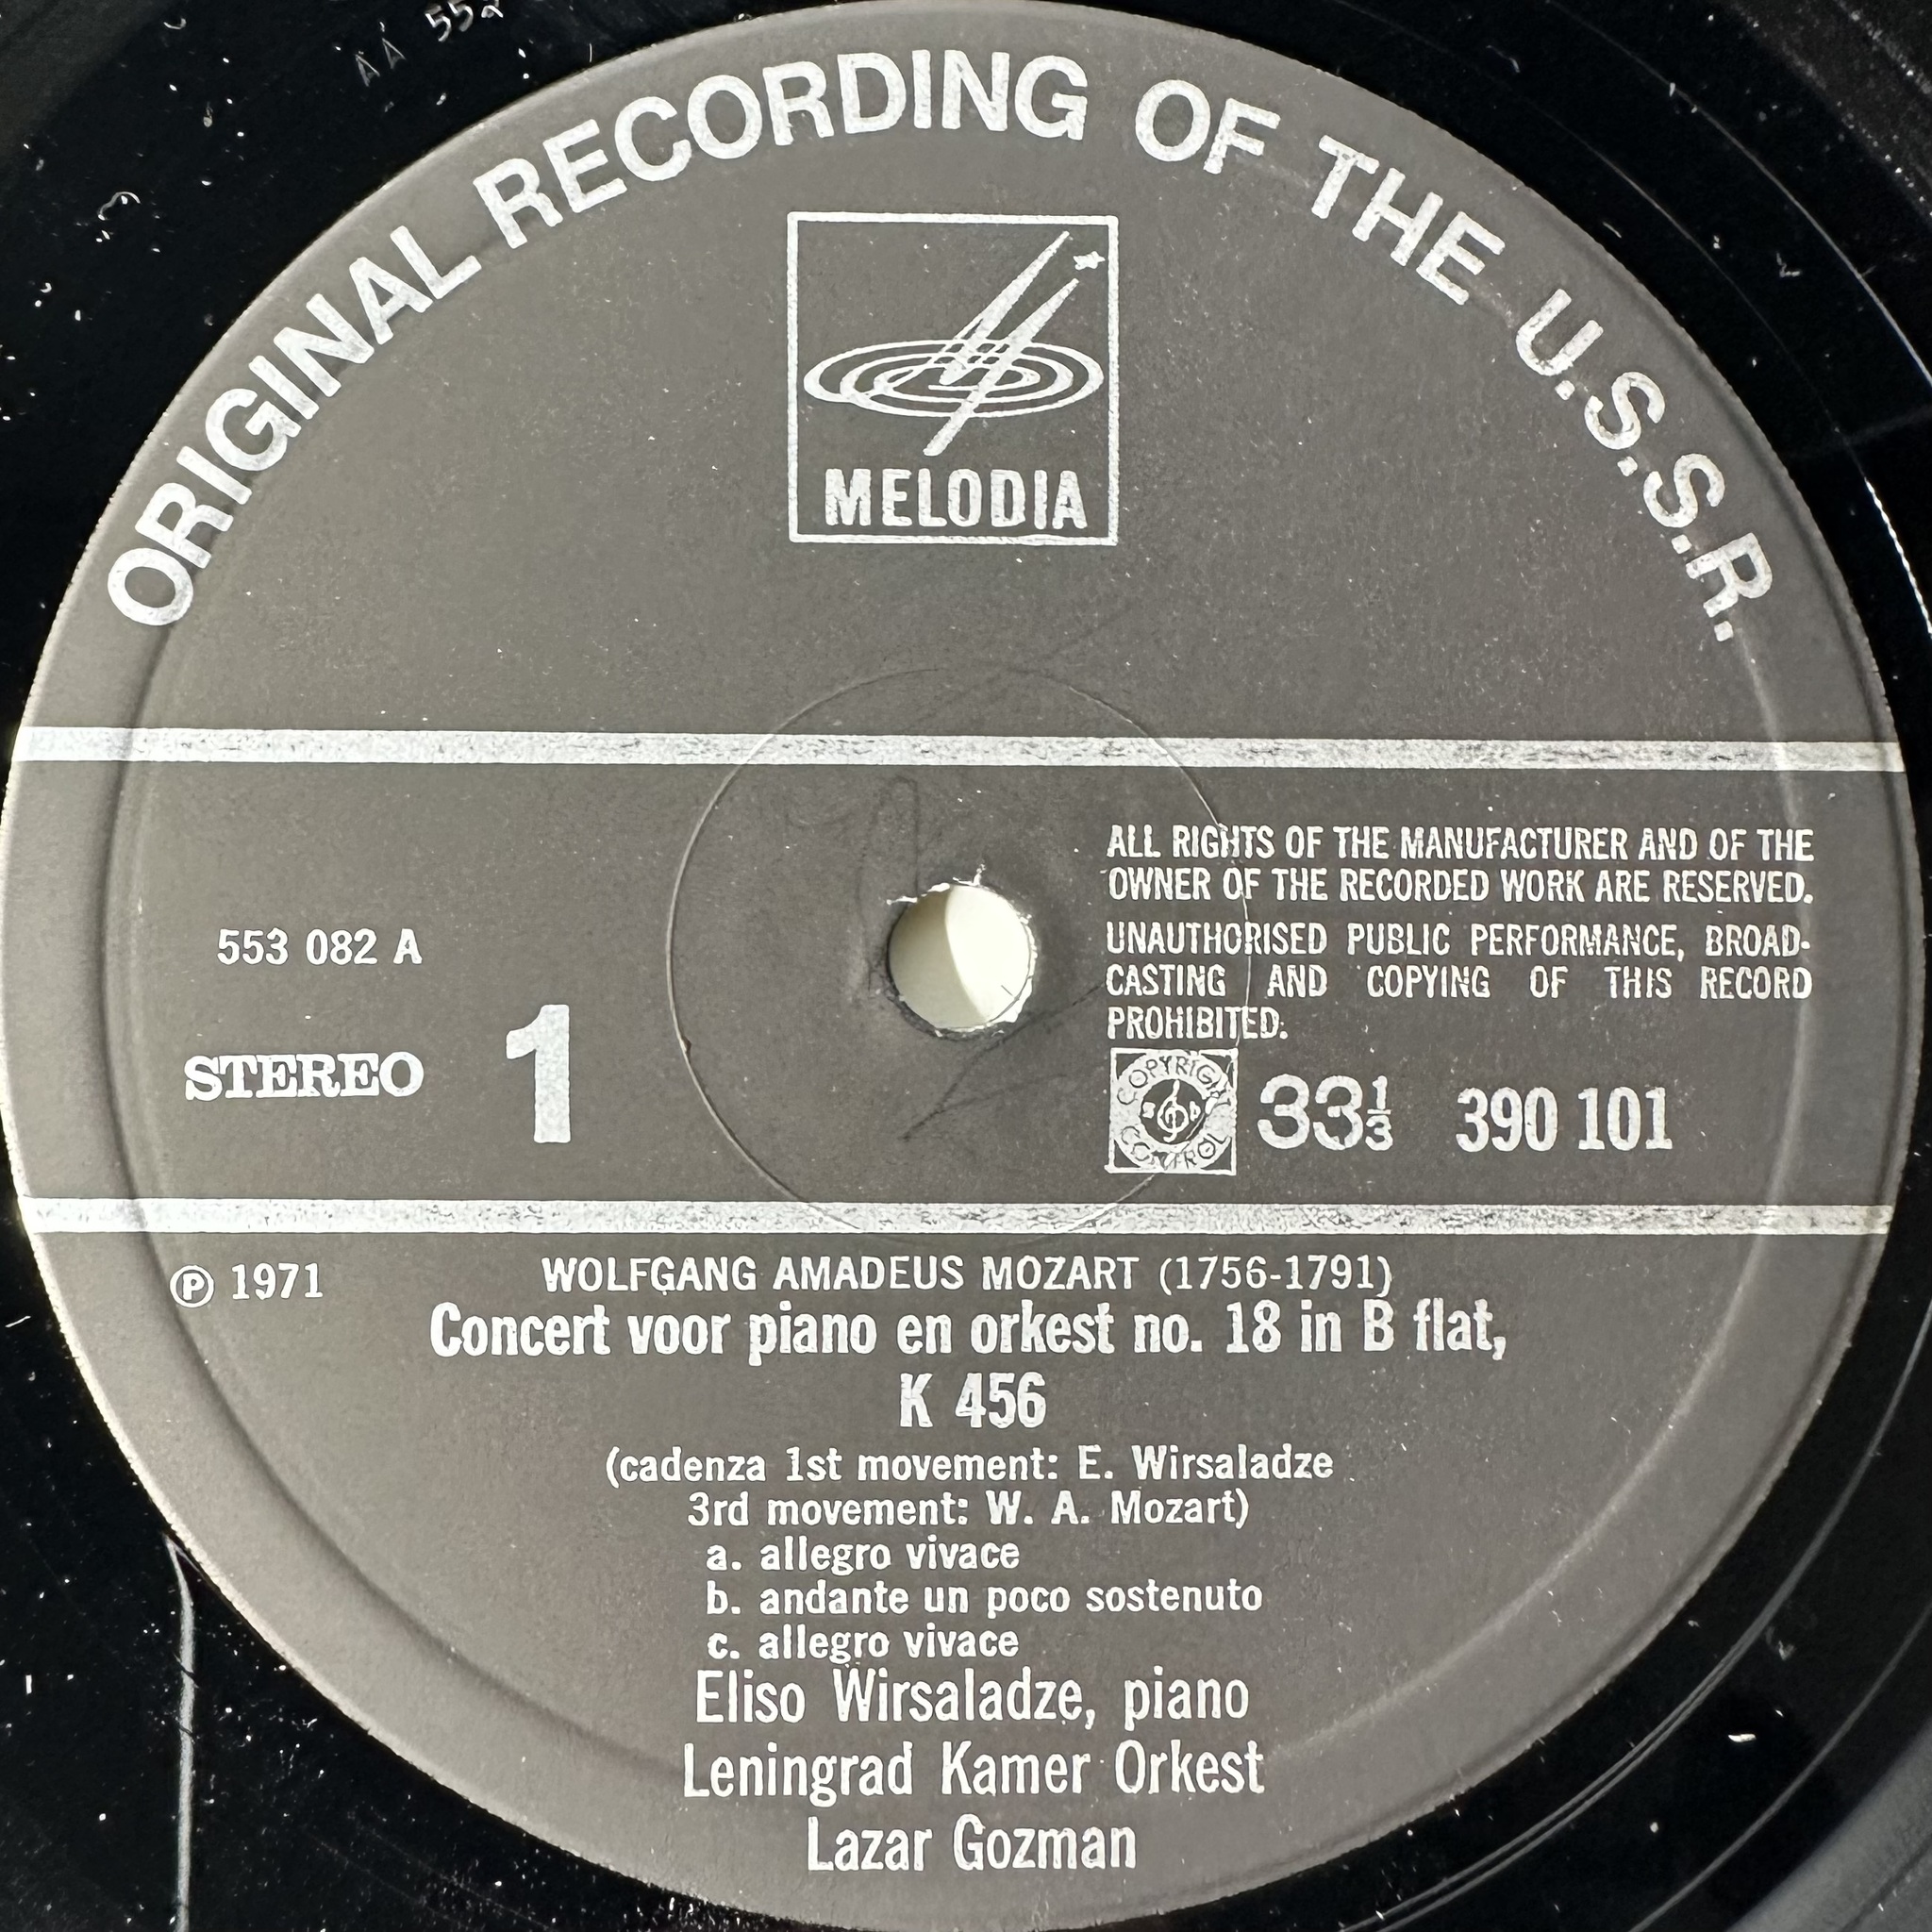 AA 552
ORIGINAL RECORDING OF THE U.S.S.R.
MELODIA
ALL RIGHTS OF THE MANUFACTURER AND OF THE
OWNER OF THE RECORDED WORK ARE RESERVED.
UNAUTHORISED PUBLIC PERFORMANCE, BROAD-
CASTING AND COPYING OF THIS RECORD
PROHIBITED.
553 082 A
STEREO 1
COPYRIGHT
CONTROL
33⅓ 390 101
℗ 1971
WOLFGANG AMADEUS MOZART (1756-1791)
Concert voor piano en orkest no. 18 in B flat,
K 456
(cadenza 1st movement: E. Wirsaladze
3rd movement: W. A. Mozart)
a. allegro vivace
b. andante un poco sostenuto
c. allegro vivace
Eliso Wirsaladze, piano
Leningrad Kamer Orkest
Lazar Gozman